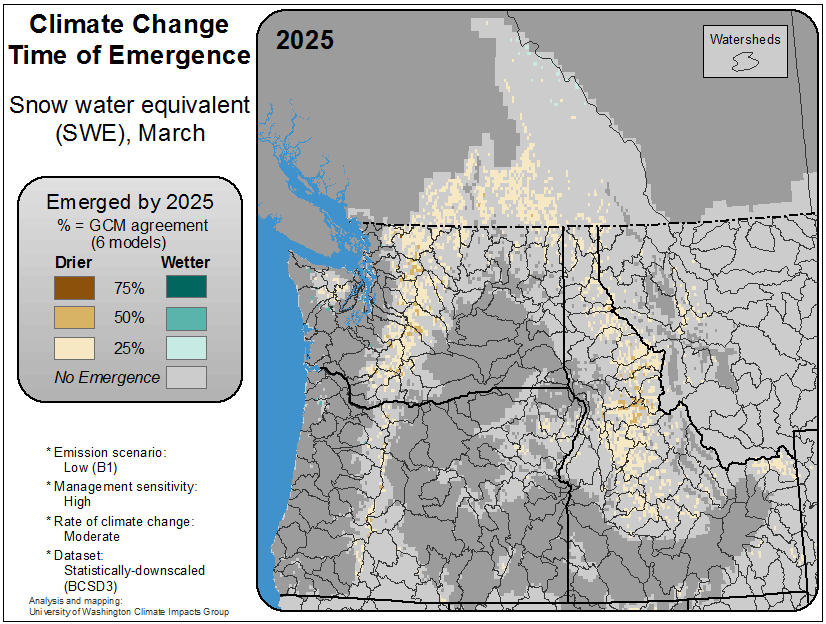 Climate Change
Time of Emergence
Snow water equivalent
(SWE), March
Emerged by 2025
% = GCM agreement
(6 models)
Drier Wetter
75%
50%
25%
No Emergence
* Emission scenario:
Low (B1)
* Management sensitivity:
High
* Rate of climate change:
Moderate
* Dataset:
Statistically-downscaled
(BCSD3)
Analysis and mapping:
University of Washington Climate Impacts Group
2025
Watersheds